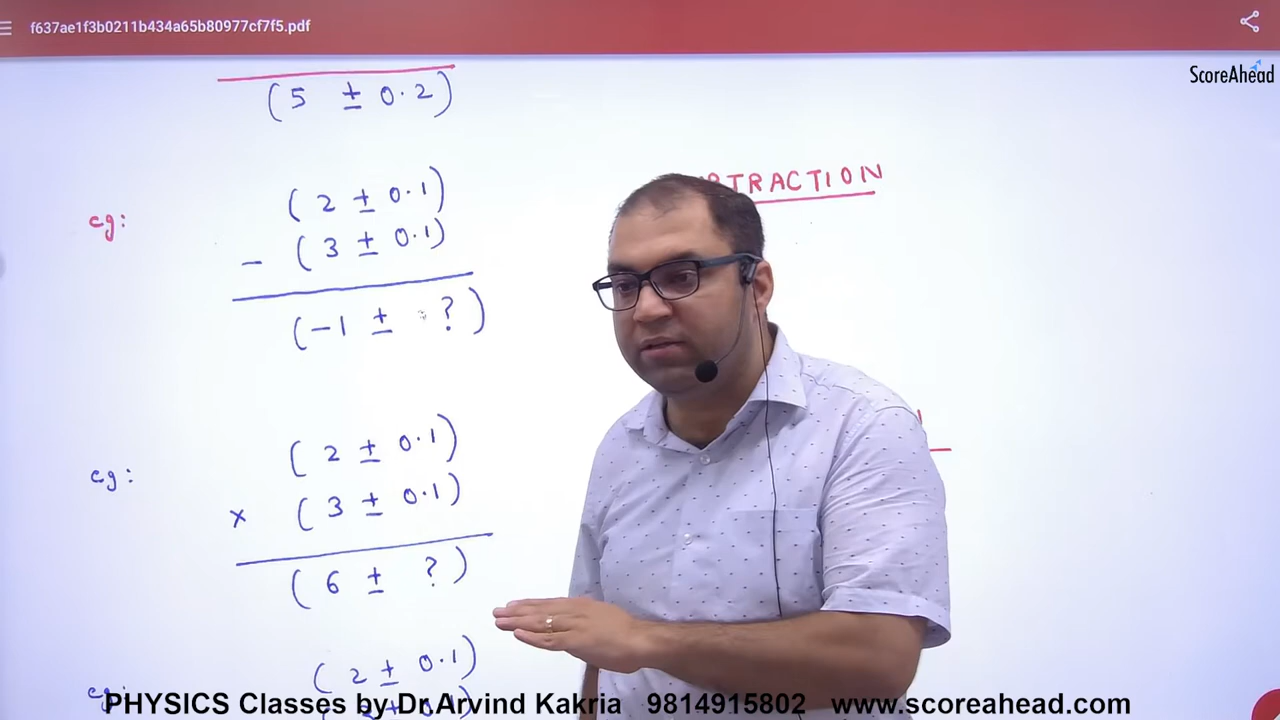 f637ae1f3b0211b434a65b80977cf7f5.pdf
ScoreAhead
(5 ± 0.2)
TRACTION
eg:
(2 ± 0.1)
- (3 ± 0.1)
(-1 ± ?)
eg:
(2 ± 0.1)
x (3 ± 0.1)
(6 ± ?)
eg:
(2 ± 0.1)
PHYSICS Classes by Dr.Arvind Kakria 9814915802 www.scoreahead.com